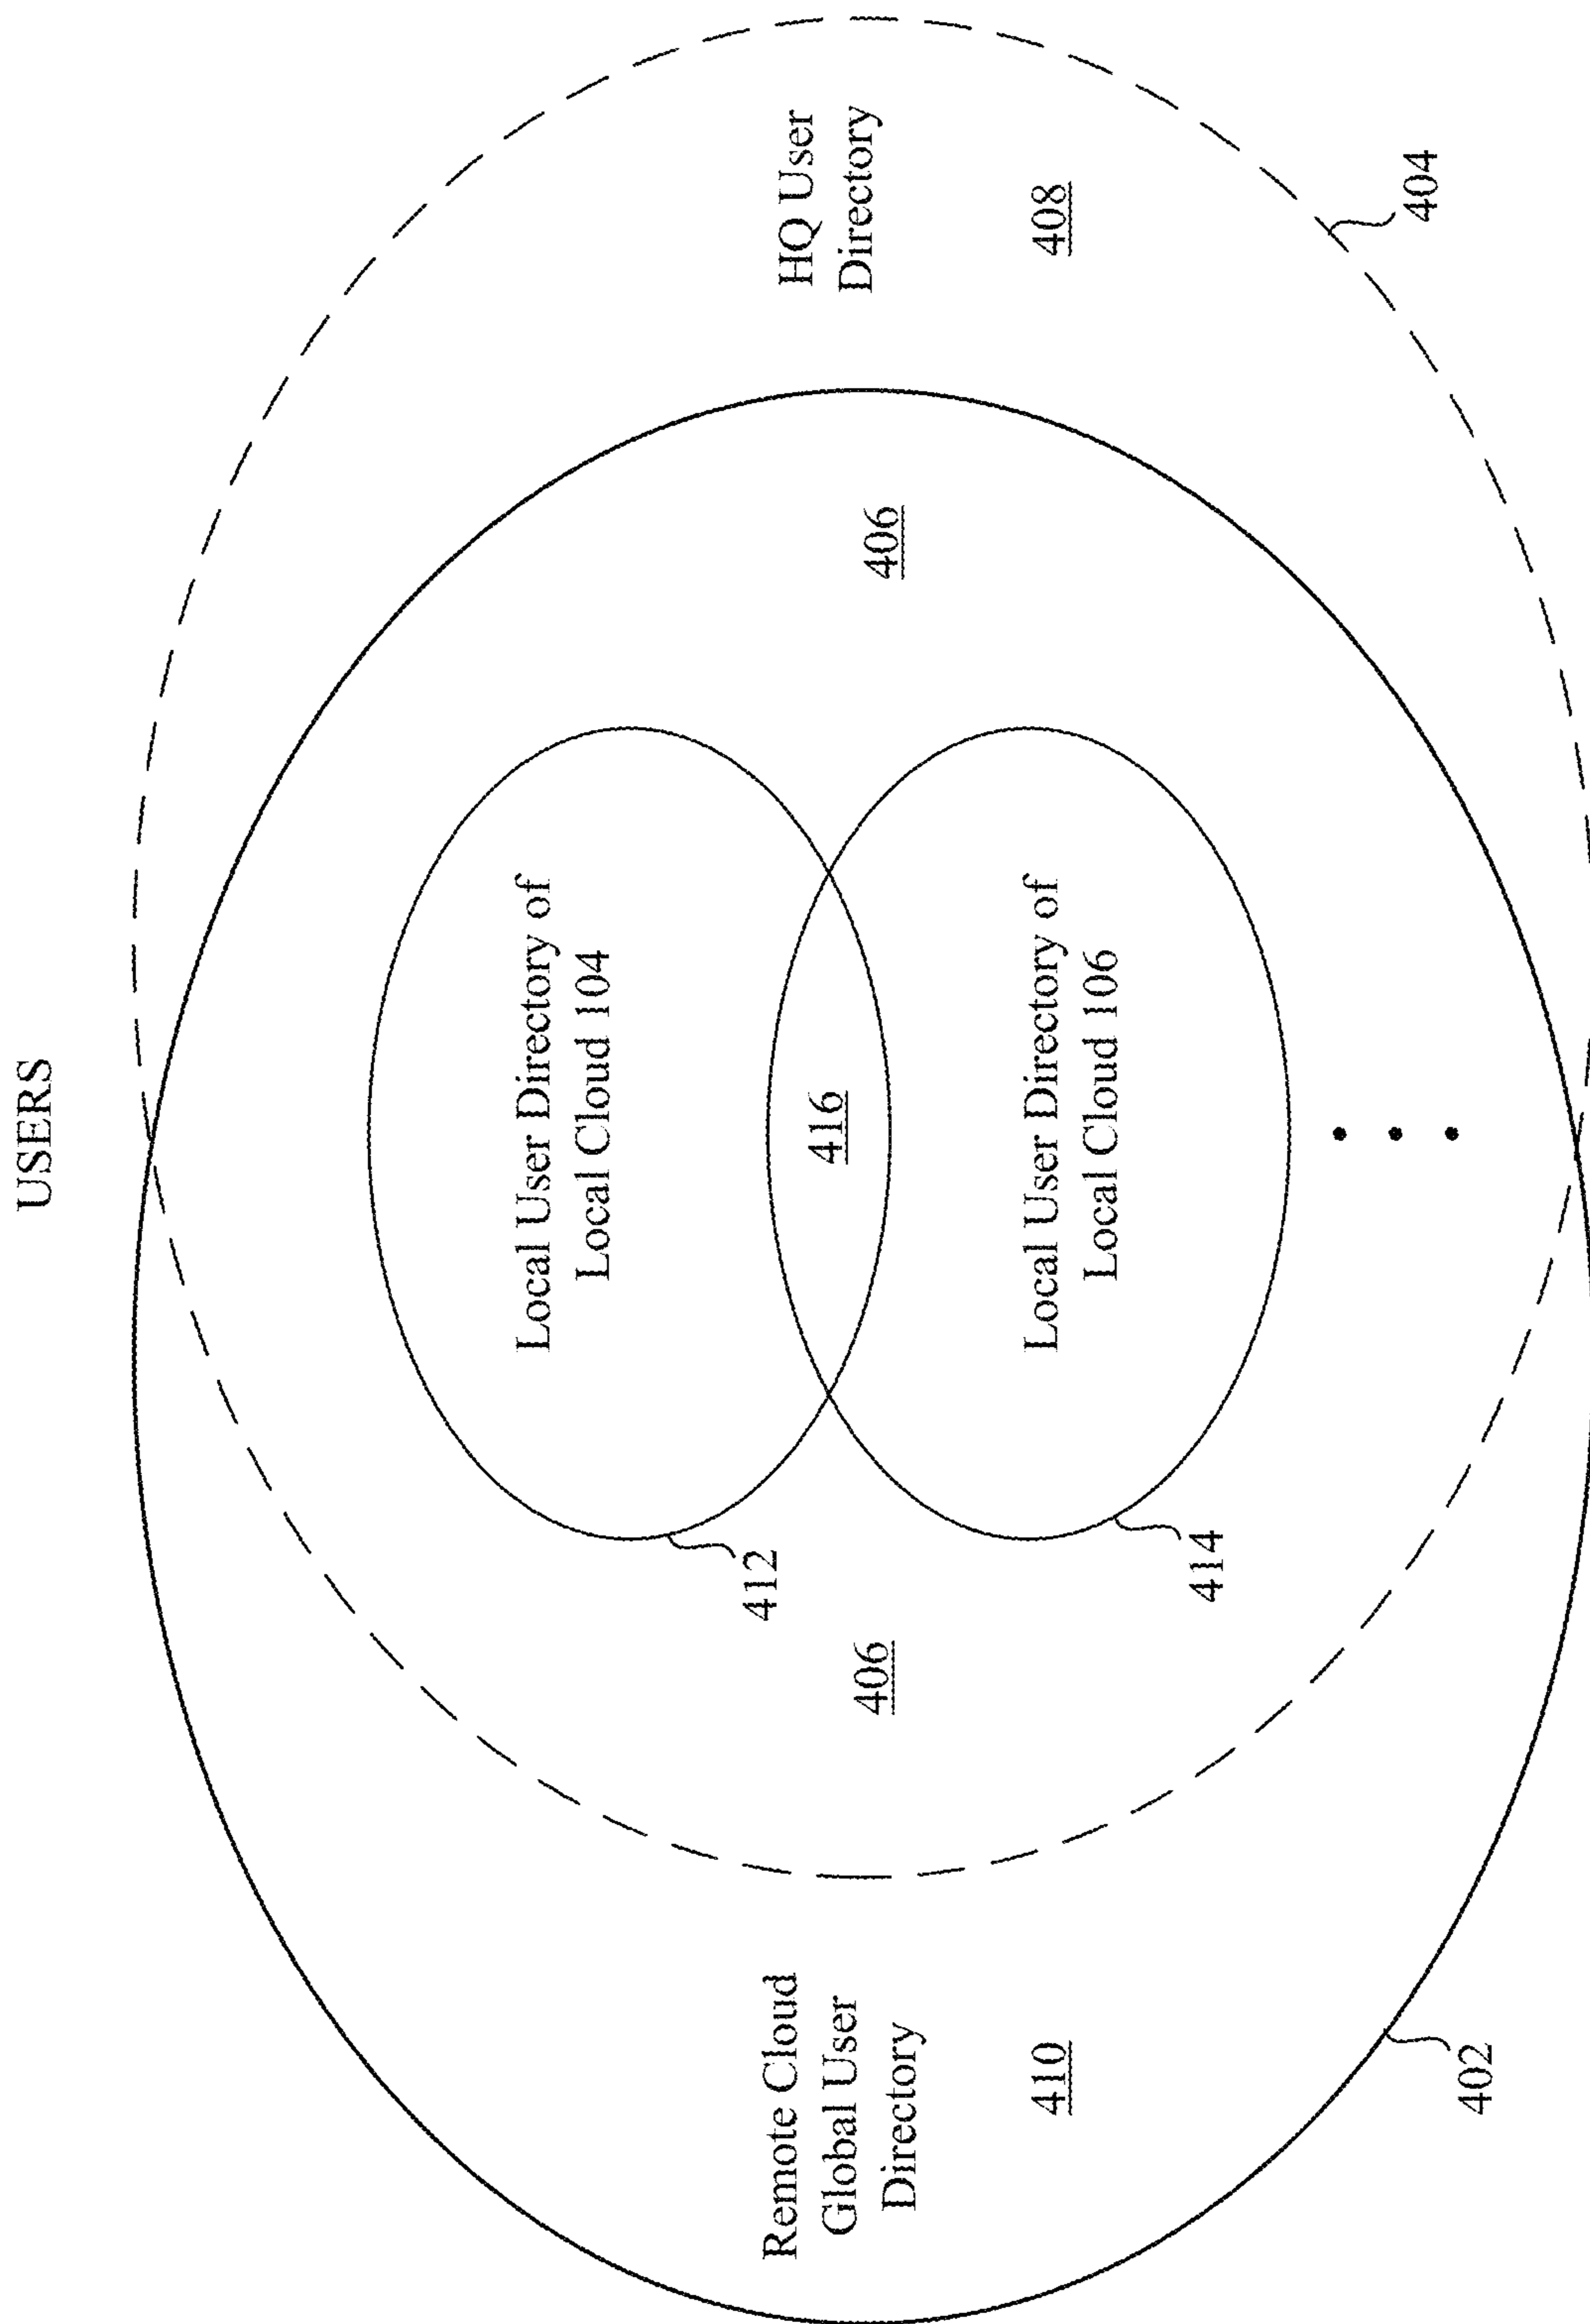 USERS
Local User Directory of
Local Cloud 104
412
Remote Cloud
Global User
Directory
410
406
416
406
HQ User
Directory
408
Local User Directory of
Local Cloud 106
414
402
404